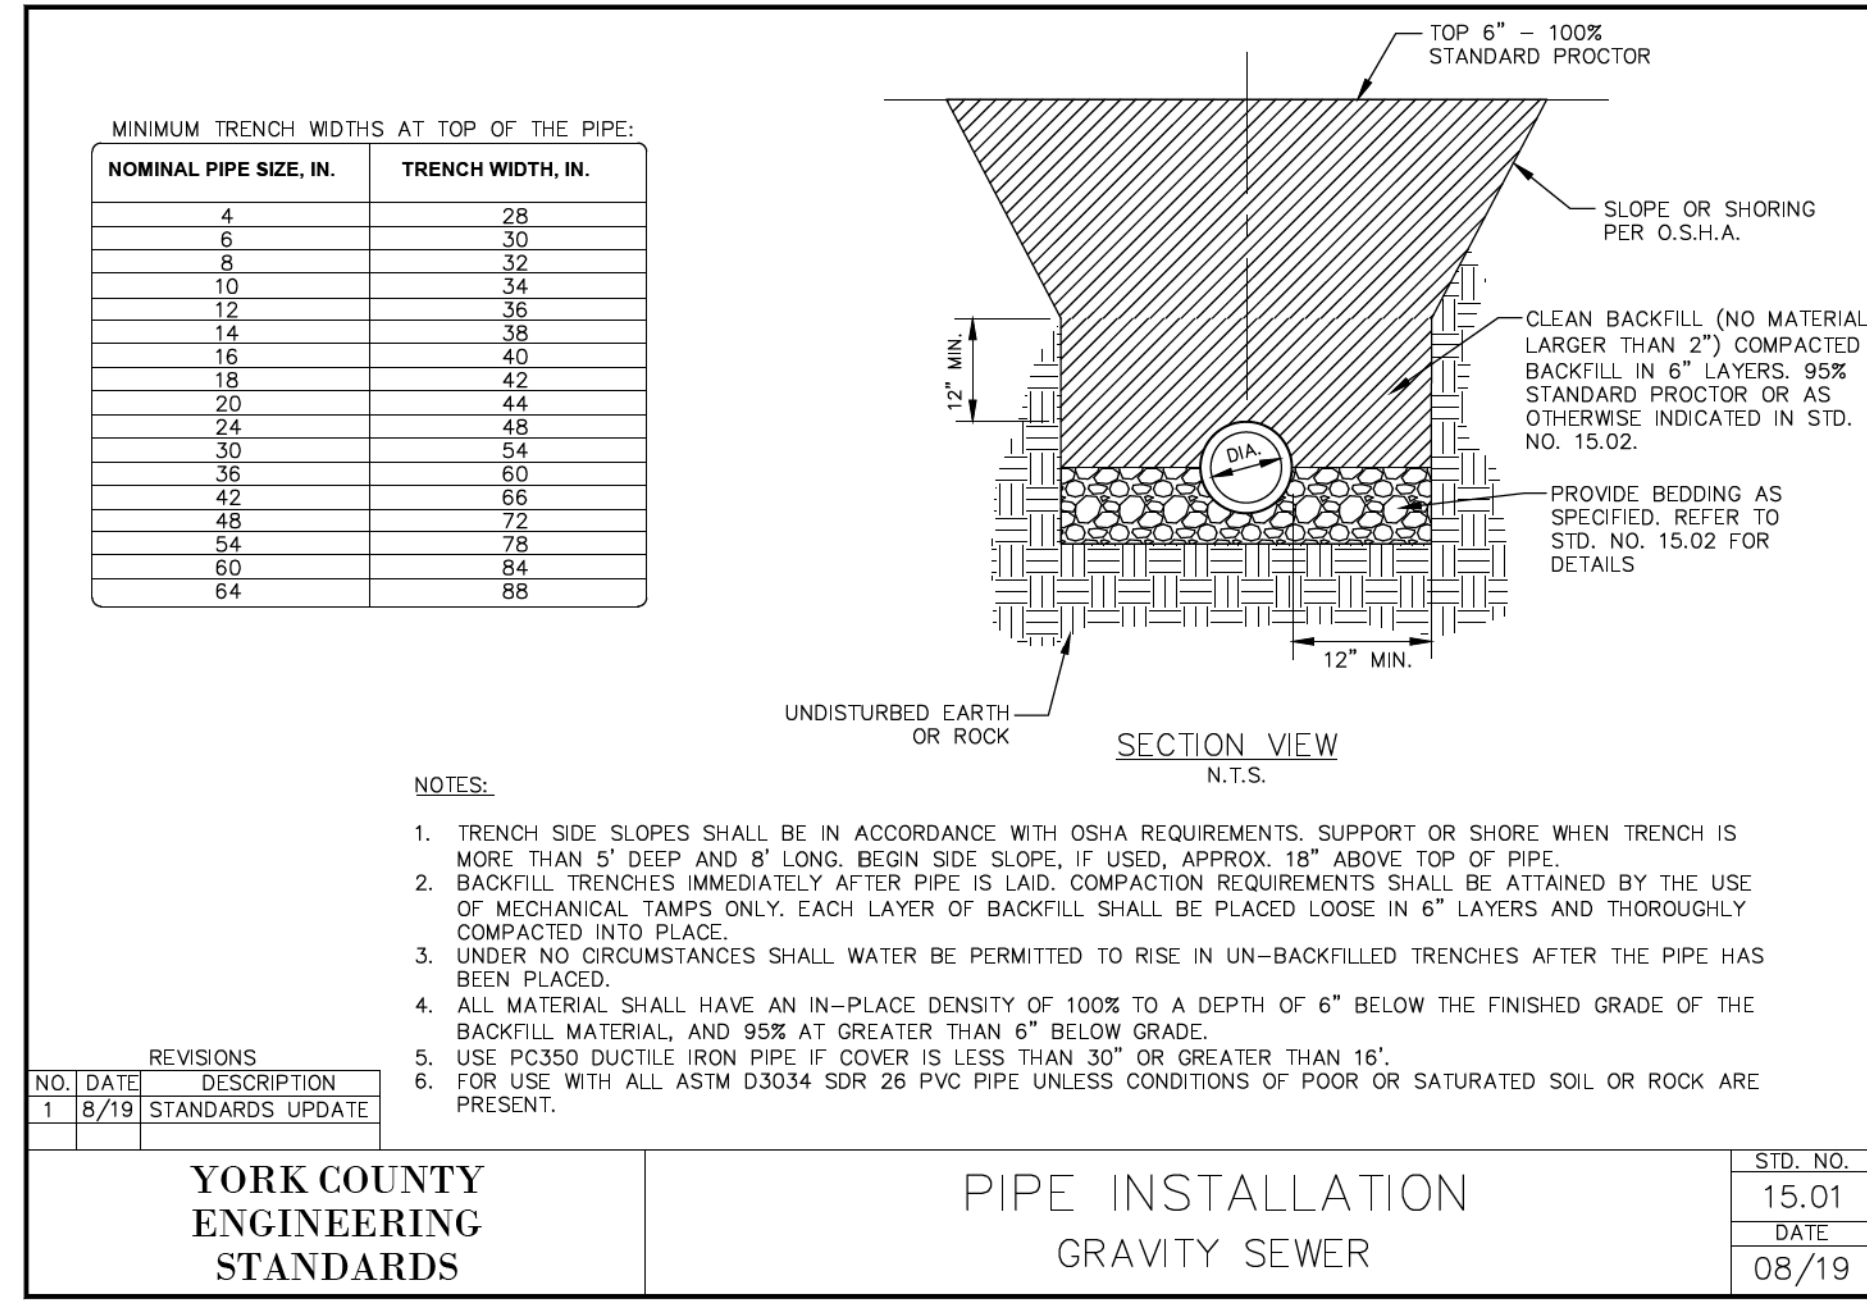 MINIMUM TRENCH WIDTHS AT TOP OF THE PIPE:
NOMINAL PIPE SIZE, IN. TRENCH WIDTH, IN.
4 28
6 30
8 32
10 34
12 36
14 38
16 40
18 42
20 44
24 48
30 54
36 60
42 66
48 72
54 78
60 84
64 88
TOP 6" – 100%
STANDARD PROCTOR
SLOPE OR SHORING
PER O.S.H.A.
CLEAN BACKFILL (NO MATERIAL
LARGER THAN 2") COMPACTED
BACKFILL IN 6" LAYERS. 95%
STANDARD PROCTOR OR AS
OTHERWISE INDICATED IN STD.
NO. 15.02.
12" MIN.
DIA.
PROVIDE BEDDING AS
SPECIFIED. REFER TO
STD. NO. 15.02 FOR
DETAILS
12" MIN.
UNDISTURBED EARTH
OR ROCK
SECTION VIEW
N.T.S.
NOTES:
1. TRENCH SIDE SLOPES SHALL BE IN ACCORDANCE WITH OSHA REQUIREMENTS. SUPPORT OR SHORE WHEN TRENCH IS
MORE THAN 5' DEEP AND 8' LONG. BEGIN SIDE SLOPE, IF USED, APPROX. 18" ABOVE TOP OF PIPE.
2. BACKFILL TRENCHES IMMEDIATELY AFTER PIPE IS LAID. COMPACTION REQUIREMENTS SHALL BE ATTAINED BY THE USE
OF MECHANICAL TAMPS ONLY. EACH LAYER OF BACKFILL SHALL BE PLACED LOOSE IN 6" LAYERS AND THOROUGHLY
COMPACTED INTO PLACE.
3. UNDER NO CIRCUMSTANCES SHALL WATER BE PERMITTED TO RISE IN UN–BACKFILLED TRENCHES AFTER THE PIPE HAS
BEEN PLACED.
4. ALL MATERIAL SHALL HAVE AN IN–PLACE DENSITY OF 100% TO A DEPTH OF 6" BELOW THE FINISHED GRADE OF THE
BACKFILL MATERIAL, AND 95% AT GREATER THAN 6" BELOW GRADE.
5. USE PC350 DUCTILE IRON PIPE IF COVER IS LESS THAN 30" OR GREATER THAN 16'.
6. FOR USE WITH ALL ASTM D3034 SDR 26 PVC PIPE UNLESS CONDITIONS OF POOR OR SATURATED SOIL OR ROCK ARE
PRESENT.
REVISIONS
NO. DATE DESCRIPTION
1 8/19 STANDARDS UPDATE
YORK COUNTY
ENGINEERING
STANDARDS
PIPE INSTALLATION
GRAVITY SEWER
STD. NO.
15.01
DATE
08/19